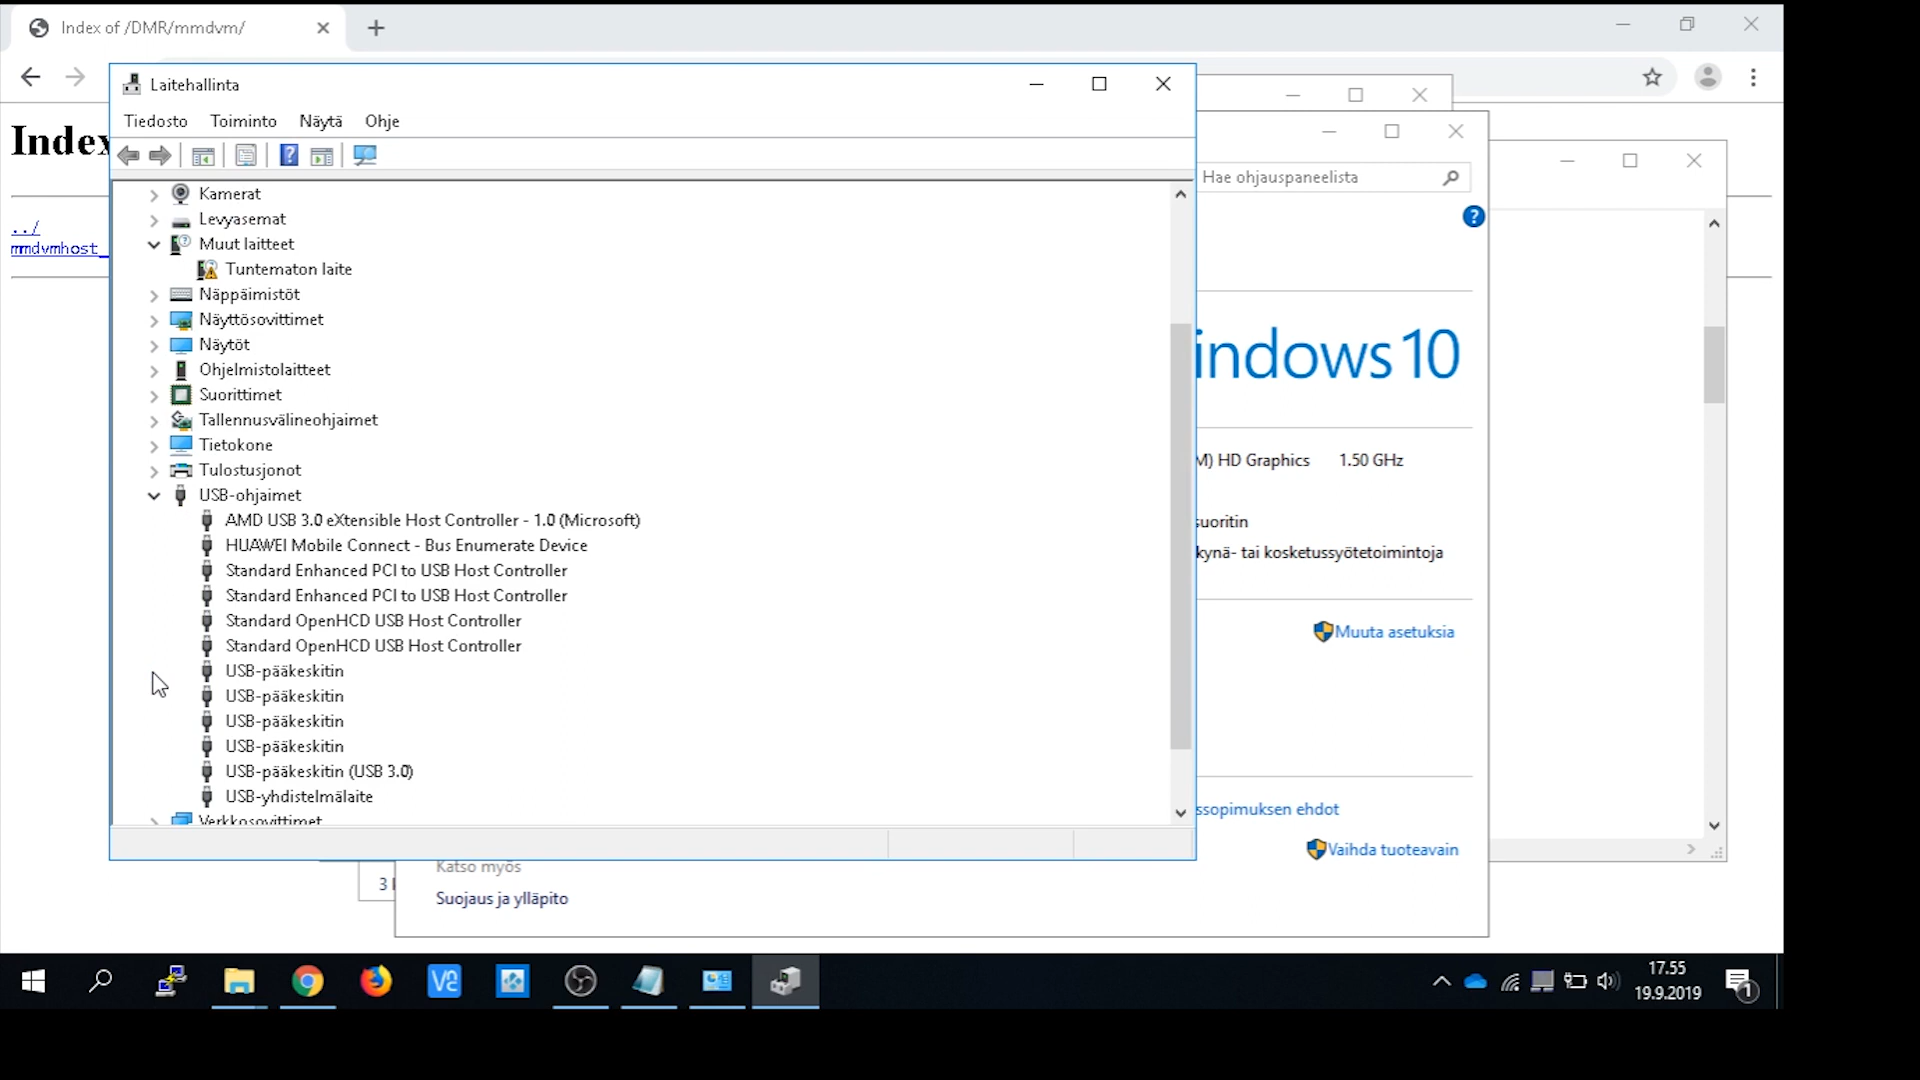 Index of /DMR/mmdvm/
Laitehallinta
Tiedosto Toiminto Näytä Ohje
Index
../
mmdvmhost_
Kamerat
Levyasemat
Muut laitteet
Tuntematon laite
Näppäimistöt
Näyttösovittimet
Näytöt
Ohjelmistolaitteet
Suorittimet
Tallennusvälineohjaimet
Tietokone
Tulostusjonot
USB-ohjaimet
AMD USB 3.0 eXtensible Host Controller - 1.0 (Microsoft)
HUAWEI Mobile Connect - Bus Enumerate Device
Standard Enhanced PCI to USB Host Controller
Standard Enhanced PCI to USB Host Controller
Standard OpenHCD USB Host Controller
Standard OpenHCD USB Host Controller
USB-pääkeskitin
USB-pääkeskitin
USB-pääkeskitin
USB-pääkeskitin
USB-pääkeskitin (USB 3.0)
USB-yhdistelmälaite
Verkkosovittimet
Hae ohjauspaneelista
indows 10
M) HD Graphics 1.50 GHz
suoritin
kynä- tai kosketussyötetoimintoja
Muuta asetuksia
ssopimuksen ehdot
Vaihda tuoteavain
3
Katso myös
Suojaus ja ylläpito
17.55
19.9.2019
1